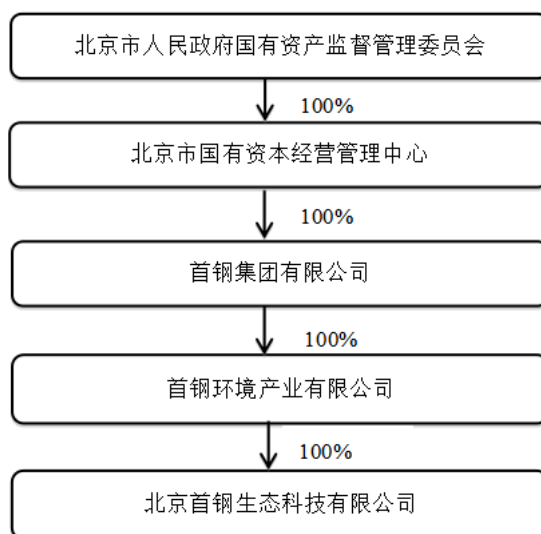 北京市人民政府国有资产监督管理委员会
100%
北京市国有资本经营管理中心
100%
首钢集团有限公司
100%
首钢环境产业有限公司
100%
北京首钢生态科技有限公司